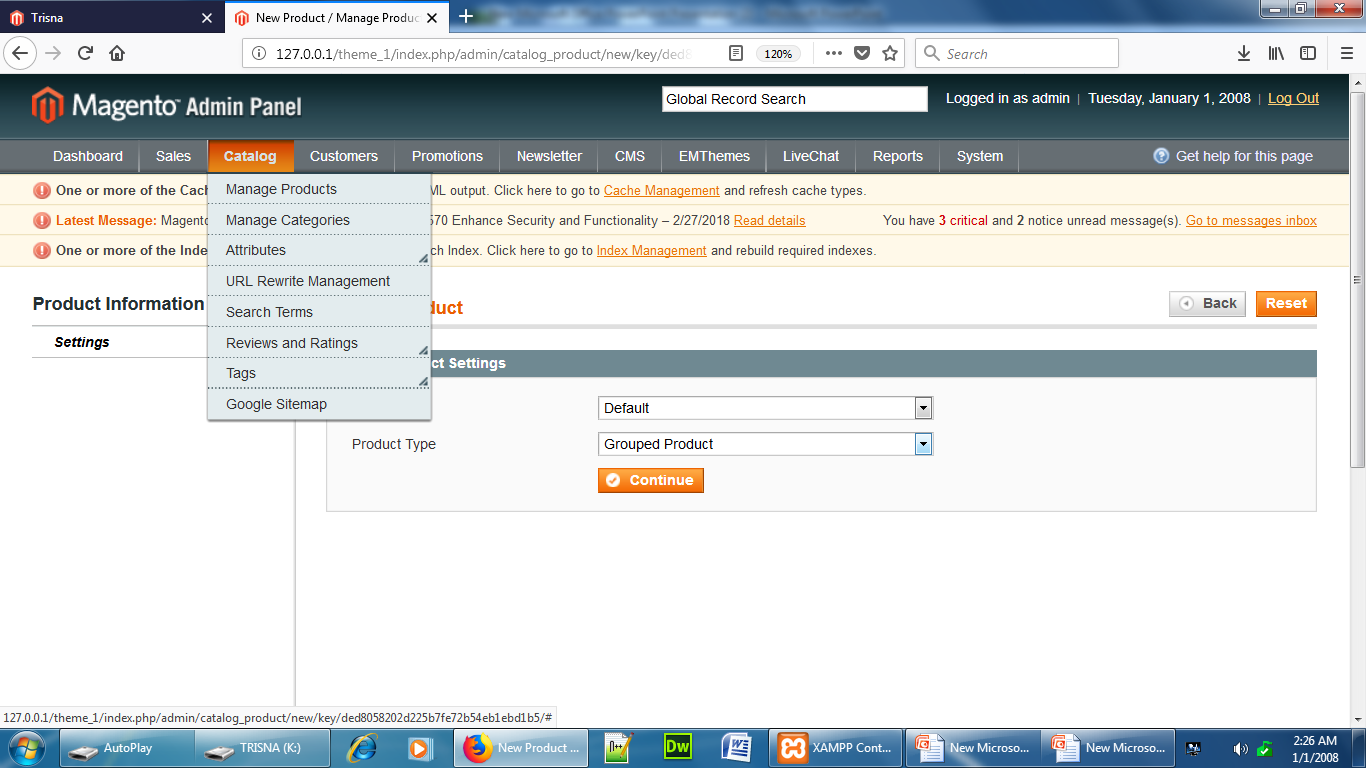 Trisna
New Product / Manage Produc
127.0.0.1/theme_1/index.php/admin/catalog_product/new/key/ded8
120%
Search
Magento Admin Panel
Global Record Search
Logged in as admin | Tuesday, January 1, 2008 | Log Out
Dashboard Sales Catalog Customers Promotions Newsletter CMS EMThemes LiveChat Reports System Get help for this page
Manage Products
Manage Categories
Attributes
URL Rewrite Management
Search Terms
Reviews and Ratings
Tags
Google Sitemap
One or more of the Cach ML output. Click here to go to Cache Management and refresh cache types.
Latest Message: Magento 570 Enhance Security and Functionality – 2/27/2018 Read details You have 3 critical and 2 notice unread message(s). Go to messages inbox
One or more of the Inde ch Index. Click here to go to Index Management and rebuild required indexes.
Product Information
Settings
duct
Back Reset
ct Settings
Default
Product Type Grouped Product
Continue
127.0.0.1/theme_1/index.php/admin/catalog_product/new/key/ded8058202d225b7fe72b54eb1ebd1b5/#
AutoPlay TRISNA (K:) New Product ... Dw XAMPP Cont... New Microso... New Microso... 2:26 AM
1/1/2008